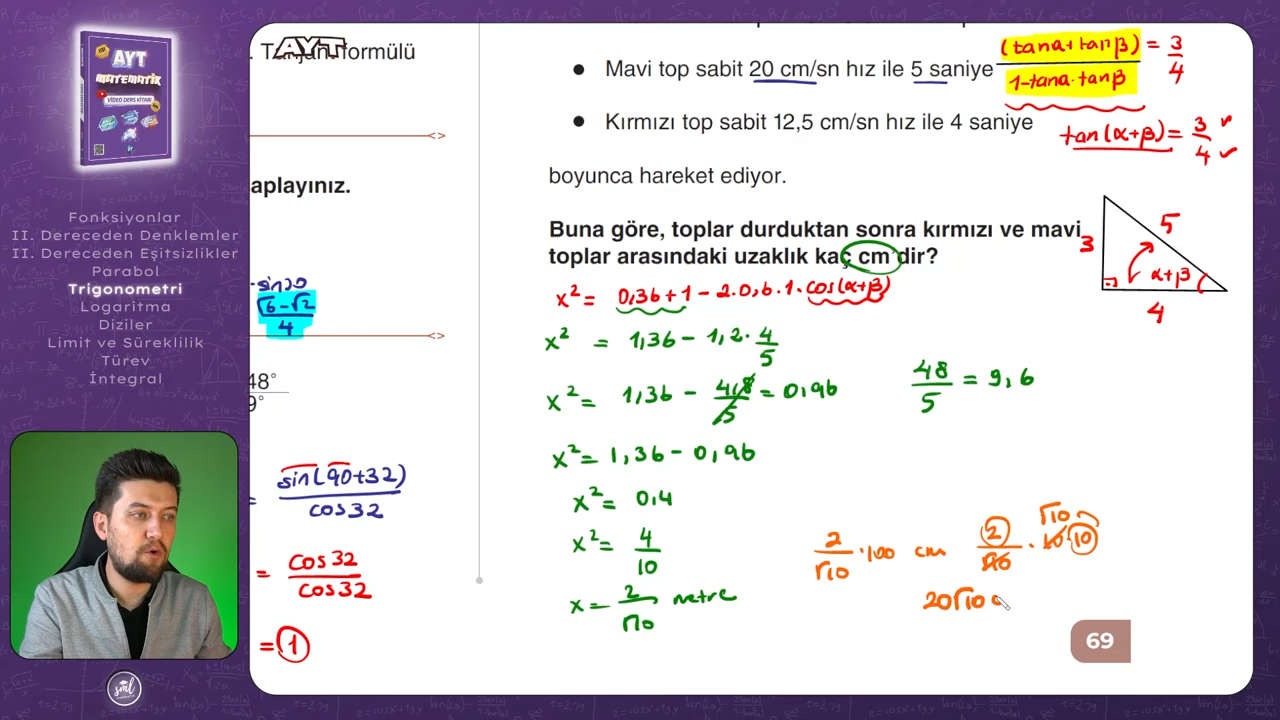 AYT
MATEMATİK
VİDEO DERS KİTABI
Fonksiyonlar
II. Dereceden Denklemler
II. Dereceden Eşitsizlikler
Parabol
Trigonometri
Logaritma
Diziler
Limit ve Süreklilik
Türev
İntegral
sml
AYT
Tanjant formülü
aplayınız.
-sin20
√6-√2
4
48°
9°
= sin(90+32)
cos32
= cos32
cos32
= 1
• Mavi top sabit 20 cm/sn hız ile 5 saniye
• Kırmızı top sabit 12,5 cm/sn hız ile 4 saniye
boyunca hareket ediyor.
Buna göre, toplar durduktan sonra kırmızı ve mavi
toplar arasındaki uzaklık kaç cm'dir?
(tanα+tanβ) = 3
1-tanα.tanβ 4
tan(α+β) = 3
4
3
5
α+β
4
x² = 0,36+1-2.0,6.1.cos(α+β)
x² = 1,36-1,2.4
5
x² = 1,36 - 4,8 = 0,96
5
48 = 9,6
5
x² = 1,36-0,96
x² = 0,4
x² = 4
10
x = 2 metre
√10
2 .100 cm
√10
2 . 10 10
√10
√10
20√10
69